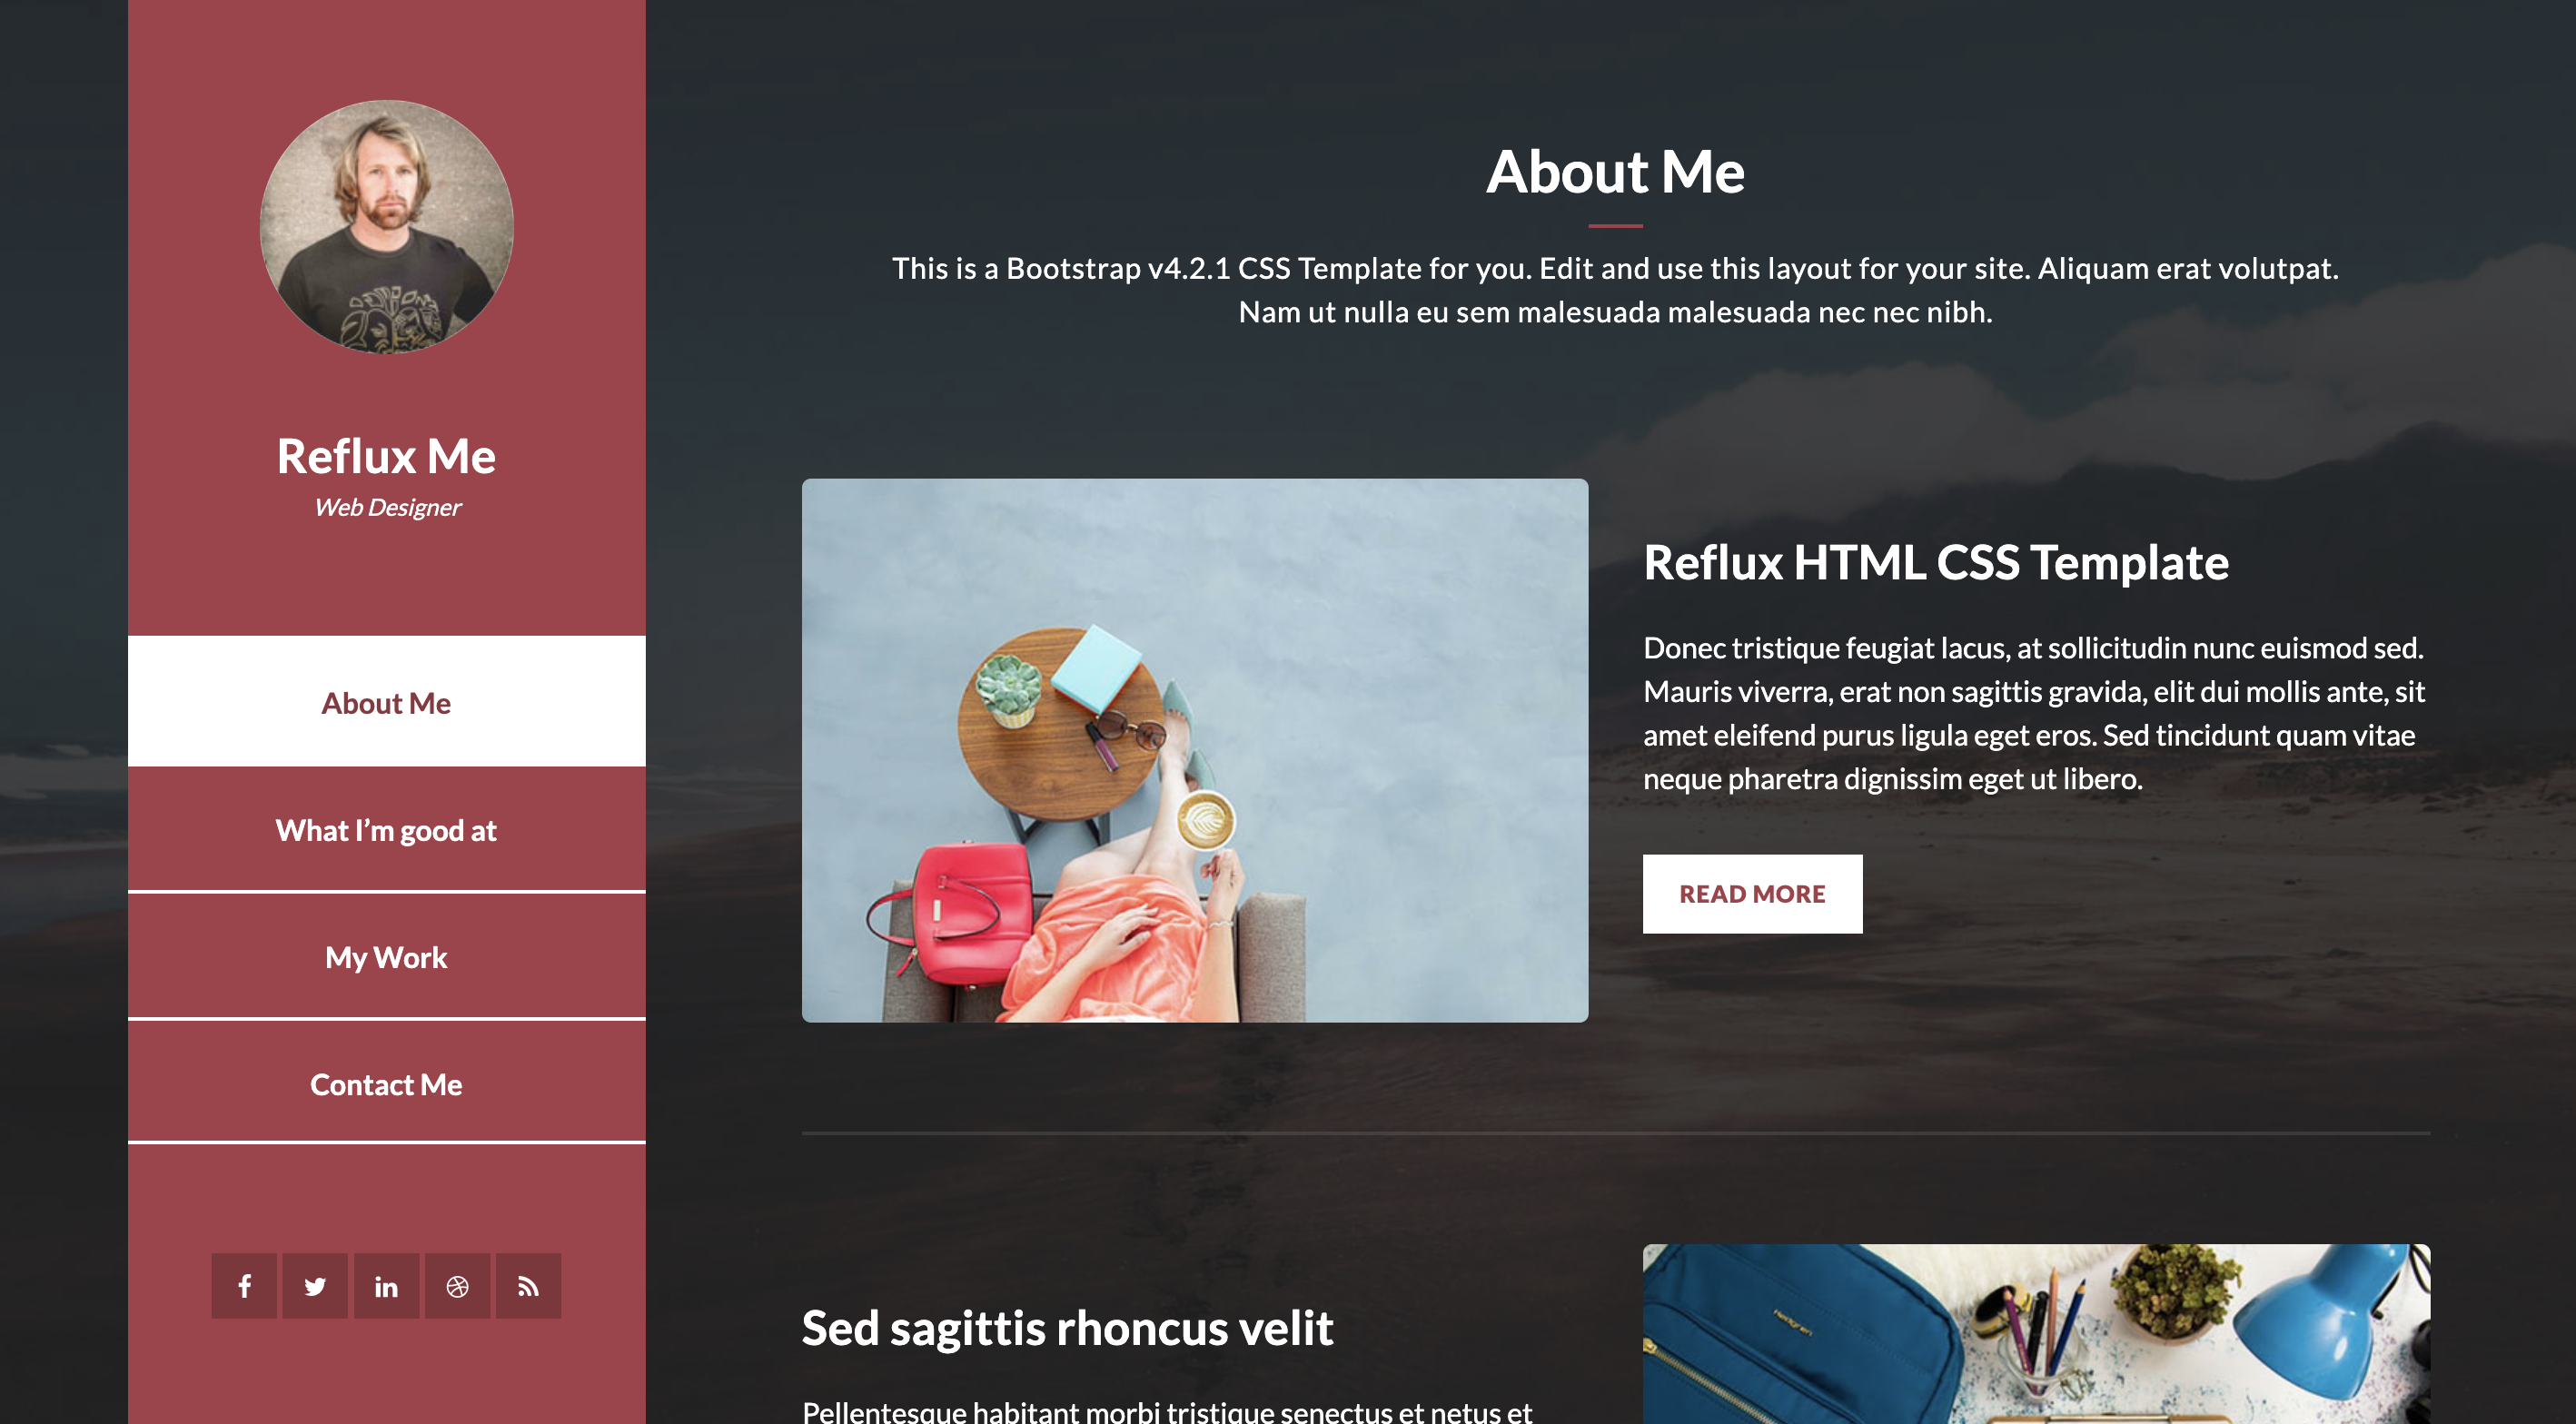 Reflux Me
Web Designer
About Me
What I’m good at
My Work
Contact Me
About Me
This is a Bootstrap v4.2.1 CSS Template for you. Edit and use this layout for your site. Aliquam erat volutpat.
Nam ut nulla eu sem malesuada malesuada nec nec nibh.
Reflux HTML CSS Template
Donec tristique feugiat lacus, at sollicitudin nunc euismod sed.
Mauris viverra, erat non sagittis gravida, elit dui mollis ante, sit
amet eleifend purus ligula eget eros. Sed tincidunt quam vitae
neque pharetra dignissim eget ut libero.
READ MORE
Sed sagittis rhoncus velit
Pellentesque habitant morbi tristique senectus et netus et
Hedgren